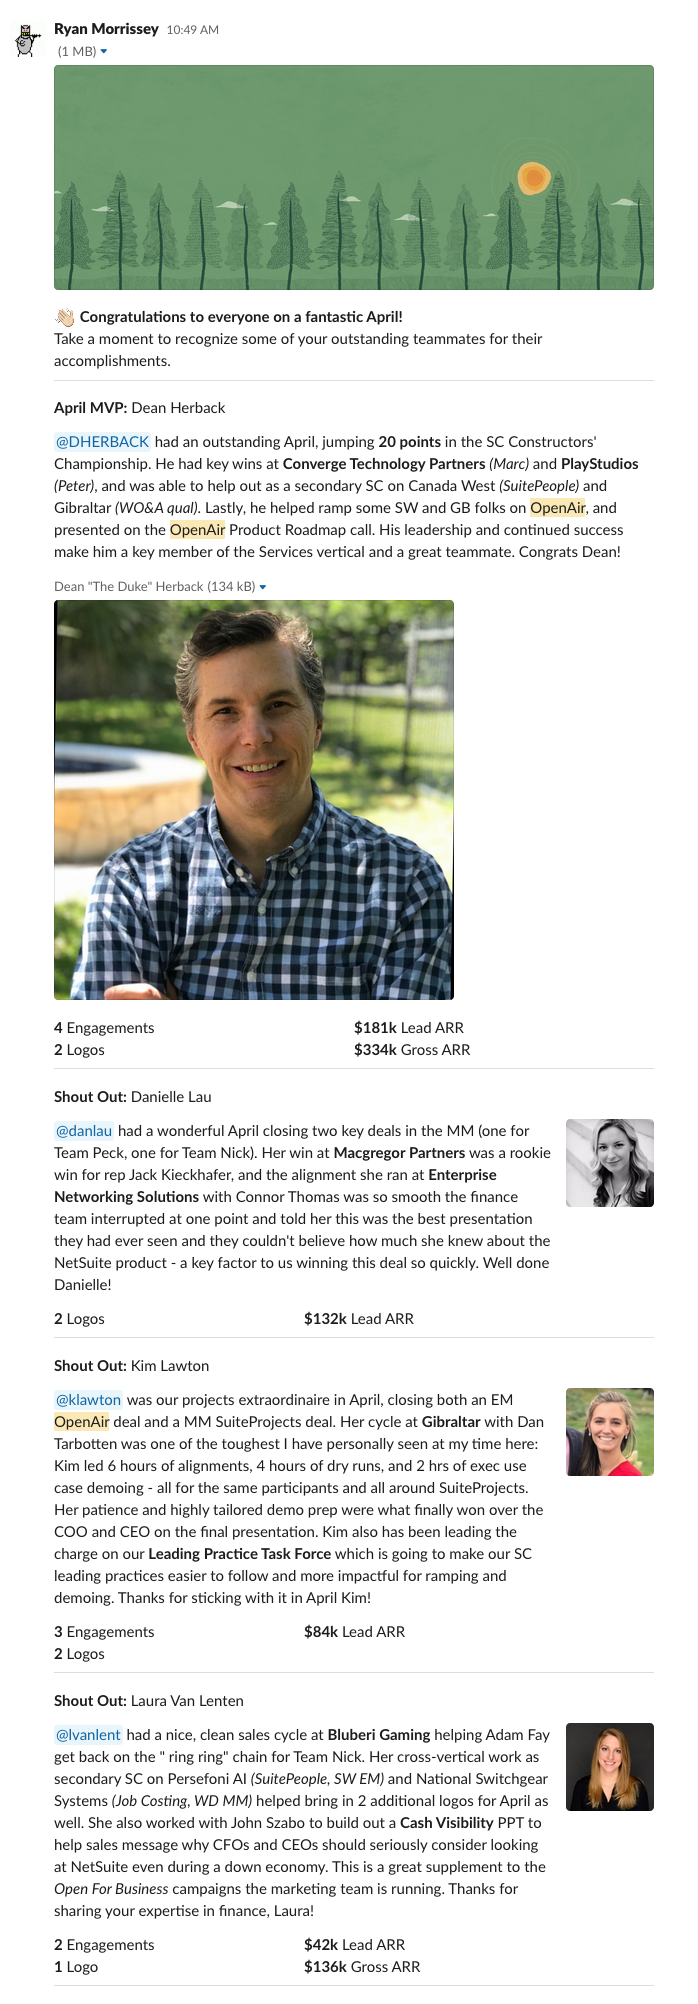 Ryan Morrissey 10:49 AM
(1 MB)
Congratulations to everyone on a fantastic April!
Take a moment to recognize some of your outstanding teammates for their
accomplishments.
April MVP: Dean Herback
@DHERBACK had an outstanding April, jumping 20 points in the SC Constructors'
Championship. He had key wins at Converge Technology Partners (Marc) and PlayStudios
(Peter), and was able to help out as a secondary SC on Canada West (SuitePeople) and
Gibraltar (WO&A qual). Lastly, he helped ramp some SW and GB folks on OpenAir, and
presented on the OpenAir Product Roadmap call. His leadership and continued success
make him a key member of the Services vertical and a great teammate. Congrats Dean!
Dean "The Duke" Herback (134 kB)
4 Engagements $181k Lead ARR
2 Logos $334k Gross ARR
Shout Out: Danielle Lau
@danlau had a wonderful April closing two key deals in the MM (one for
Team Peck, one for Team Nick). Her win at Macgregor Partners was a rookie
win for rep Jack Kieckhafer, and the alignment she ran at Enterprise
Networking Solutions with Connor Thomas was so smooth the finance
team interrupted at one point and told her this was the best presentation
they had ever seen and they couldn't believe how much she knew about the
NetSuite product - a key factor to us winning this deal so quickly. Well done
Danielle!
2 Logos $132k Lead ARR
Shout Out: Kim Lawton
@klawton was our projects extraordinaire in April, closing both an EM
OpenAir deal and a MM SuiteProjects deal. Her cycle at Gibraltar with Dan
Tarbotten was one of the toughest I have personally seen at my time here:
Kim led 6 hours of alignments, 4 hours of dry runs, and 2 hrs of exec use
case demoing - all for the same participants and all around SuiteProjects.
Her patience and highly tailored demo prep were what finally won over the
COO and CEO on the final presentation. Kim also has been leading the
charge on our Leading Practice Task Force which is going to make our SC
leading practices easier to follow and more impactful for ramping and
demoing. Thanks for sticking with it in April Kim!
3 Engagements $84k Lead ARR
2 Logos
Shout Out: Laura Van Lenten
@lvanlent had a nice, clean sales cycle at Bluberi Gaming helping Adam Fay
get back on the " ring ring" chain for Team Nick. Her cross-vertical work as
secondary SC on Persefoni AI (SuitePeople, SW EM) and National Switchgear
Systems (Job Costing, WD MM) helped bring in 2 additional logos for April as
well. She also worked with John Szabo to build out a Cash Visibility PPT to
help sales message why CFOs and CEOs should seriously consider looking
at NetSuite even during a down economy. This is a great supplement to the
Open For Business campaigns the marketing team is running. Thanks for
sharing your expertise in finance, Laura!
2 Engagements $42k Lead ARR
1 Logo $136k Gross ARR